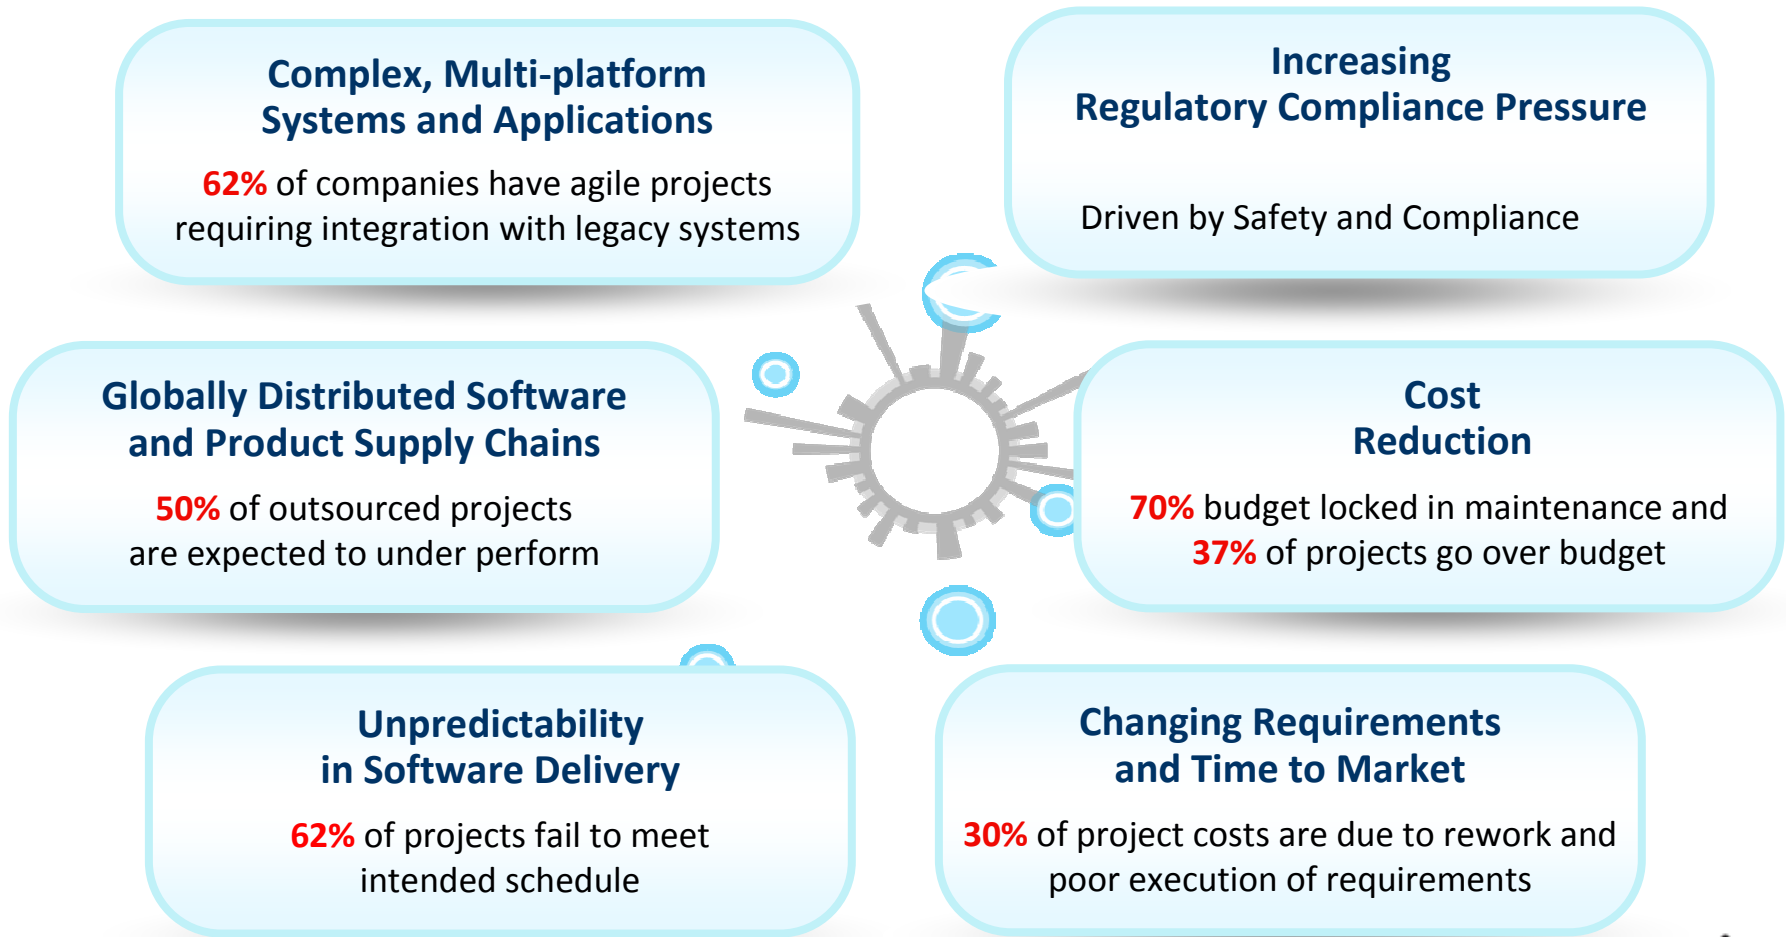 Complex, Multi-platform
Systems and Applications
62% of companies have agile projects
requiring integration with legacy systems
Increasing
Regulatory Compliance Pressure
Driven by Safety and Compliance
Globally Distributed Software
and Product Supply Chains
50% of outsourced projects
are expected to under perform
Cost
Reduction
70% budget locked in maintenance and
37% of projects go over budget
Unpredictability
in Software Delivery
62% of projects fail to meet
intended schedule
Changing Requirements
and Time to Market
30% of project costs are due to rework and
poor execution of requirements